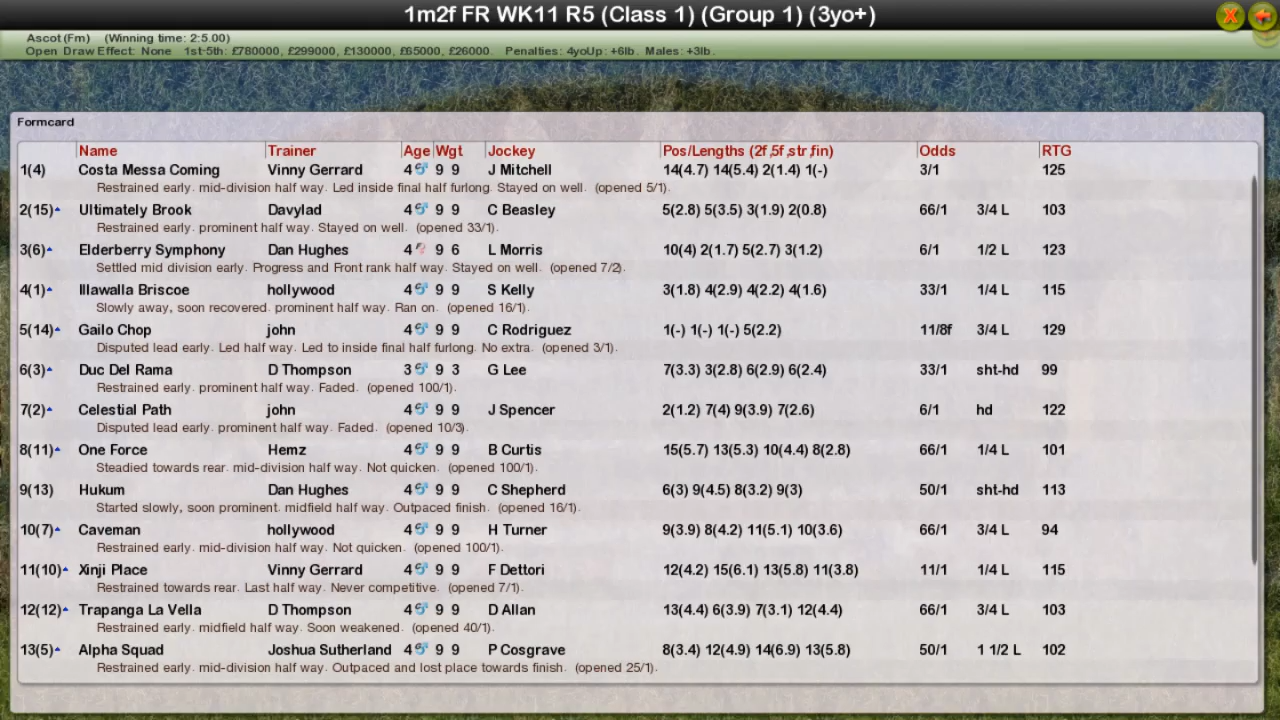 1m2f FR WK11 R5 (Class 1) (Group 1) (3yo+)
Ascot(Fm) (Winning time: 2:5.00)
Open Draw Effect: None 1st-5th: £780000, £299000, £130000, £65000, £26000. Penalties: 4yoUp: +6lb. Males: +3lb.
Formcard
Name Trainer Age Wgt Jockey Pos/Lengths (2f,5f,str,fin) Odds RTG
1(4) Costa Messa Coming Vinny Gerrard 4 9 9 J Mitchell 14(4.7) 14(5.4) 2(1.4) 1(-) 3/1 125
Restrained early. mid-division half way. Led inside final half furlong. Stayed on well. (opened 5/1).
2(15) Ultimately Brook Davylad 4 9 9 C Beasley 5(2.8) 5(3.5) 3(1.9) 2(0.8) 66/1 3/4 L 103
Restrained early. prominent half way. Stayed on well. (opened 33/1).
3(6) Elderberry Symphony Dan Hughes 4 9 6 L Morris 10(4) 2(1.7) 5(2.7) 3(1.2) 6/1 1/2 L 123
Settled mid division early. Progress and Front rank half way. Stayed on well. (opened 7/2).
4(1) Illawalla Briscoe hollywood 4 9 9 S Kelly 3(1.8) 4(2.9) 4(2.2) 4(1.6) 33/1 1/4 L 115
Slowly away, soon recovered. prominent half way. Ran on. (opened 16/1).
5(14) Gailo Chop john 4 9 9 C Rodriguez 1(-) 1(-) 1(-) 5(2.2) 11/8f 3/4 L 129
Disputed lead early. Led half way. Led to inside final half furlong. No extra. (opened 3/1).
6(3) Duc Del Rama D Thompson 3 9 3 G Lee 7(3.3) 3(2.8) 6(2.9) 6(2.4) 33/1 sht-hd 99
Restrained early. prominent half way. Faded. (opened 100/1).
7(2) Celestial Path john 4 9 9 J Spencer 2(1.2) 7(4) 9(3.9) 7(2.6) 6/1 hd 122
Disputed lead early. prominent half way. Faded. (opened 10/3).
8(11) One Force Hemz 4 9 9 B Curtis 15(5.7) 13(5.3) 10(4.4) 8(2.8) 66/1 1/4 L 101
Steadied towards rear. mid-division half way. Not quicken. (opened 100/1).
9(13) Hukum Dan Hughes 4 9 9 C Shepherd 6(3) 9(4.5) 8(3.2) 9(3) 50/1 sht-hd 113
Started slowly, soon prominent. midfield half way. Outpaced finish. (opened 16/1).
10(7) Caveman hollywood 4 9 9 H Turner 9(3.9) 8(4.2) 11(5.1) 10(3.6) 66/1 3/4 L 94
Restrained early. mid-division half way. Not quicken. (opened 100/1).
11(10) Xinji Place Vinny Gerrard 4 9 9 F Dettori 12(4.2) 15(6.1) 13(5.8) 11(3.8) 11/1 1/4 L 115
Restrained towards rear. Last half way. Never competitive. (opened 7/1).
12(12) Trapanga La Vella D Thompson 4 9 9 D Allan 13(4.4) 6(3.9) 7(3.1) 12(4.4) 66/1 3/4 L 103
Restrained early. midfield half way. Soon weakened. (opened 40/1).
13(5) Alpha Squad Joshua Sutherland 4 9 9 P Cosgrave 8(3.4) 12(4.9) 14(6.9) 13(5.8) 50/1 1 1/2 L 102
Restrained early. mid-division half way. Outpaced and lost place towards finish. (opened 25/1).